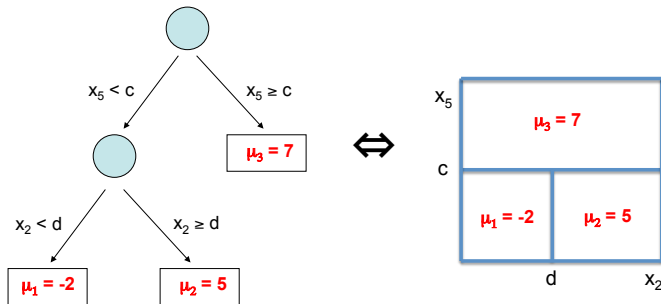 x₅ < c
x₅ ≥ c
μ₃ = 7
x₂ < d
x₂ ≥ d
μ₁ = -2
μ₂ = 5
⇔
x₅
μ₃ = 7
c
μ₁ = -2
μ₂ = 5
d
x₂